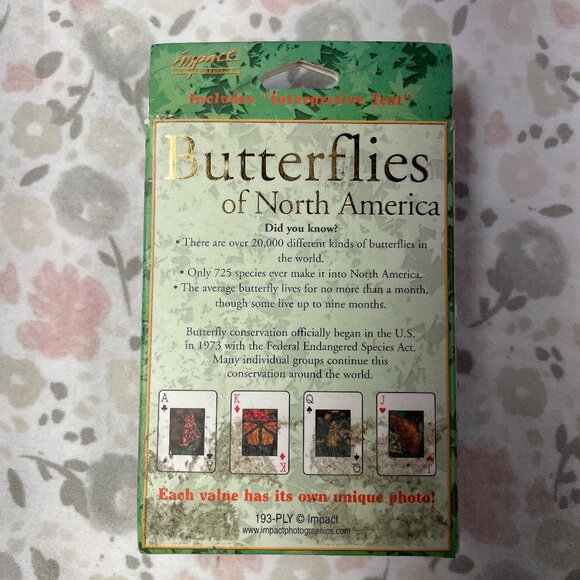 impact
Includes "Interpretive Text"
Butterflies
of North America
Did you know?
• There are over 20,000 different kinds of butterflies in
the world.
• Only 725 species ever make it into North America.
• The average butterfly lives for no more than a month,
though some live up to nine months.
Butterfly conservation officially began in the U.S.
in 1973 with the Federal Endangered Species Act.
Many individual groups continue this
conservation around the world.
A K Q J
A K Q J
Each value has its own unique photo!
193-PLY © Impact
www.impactphotographics.com